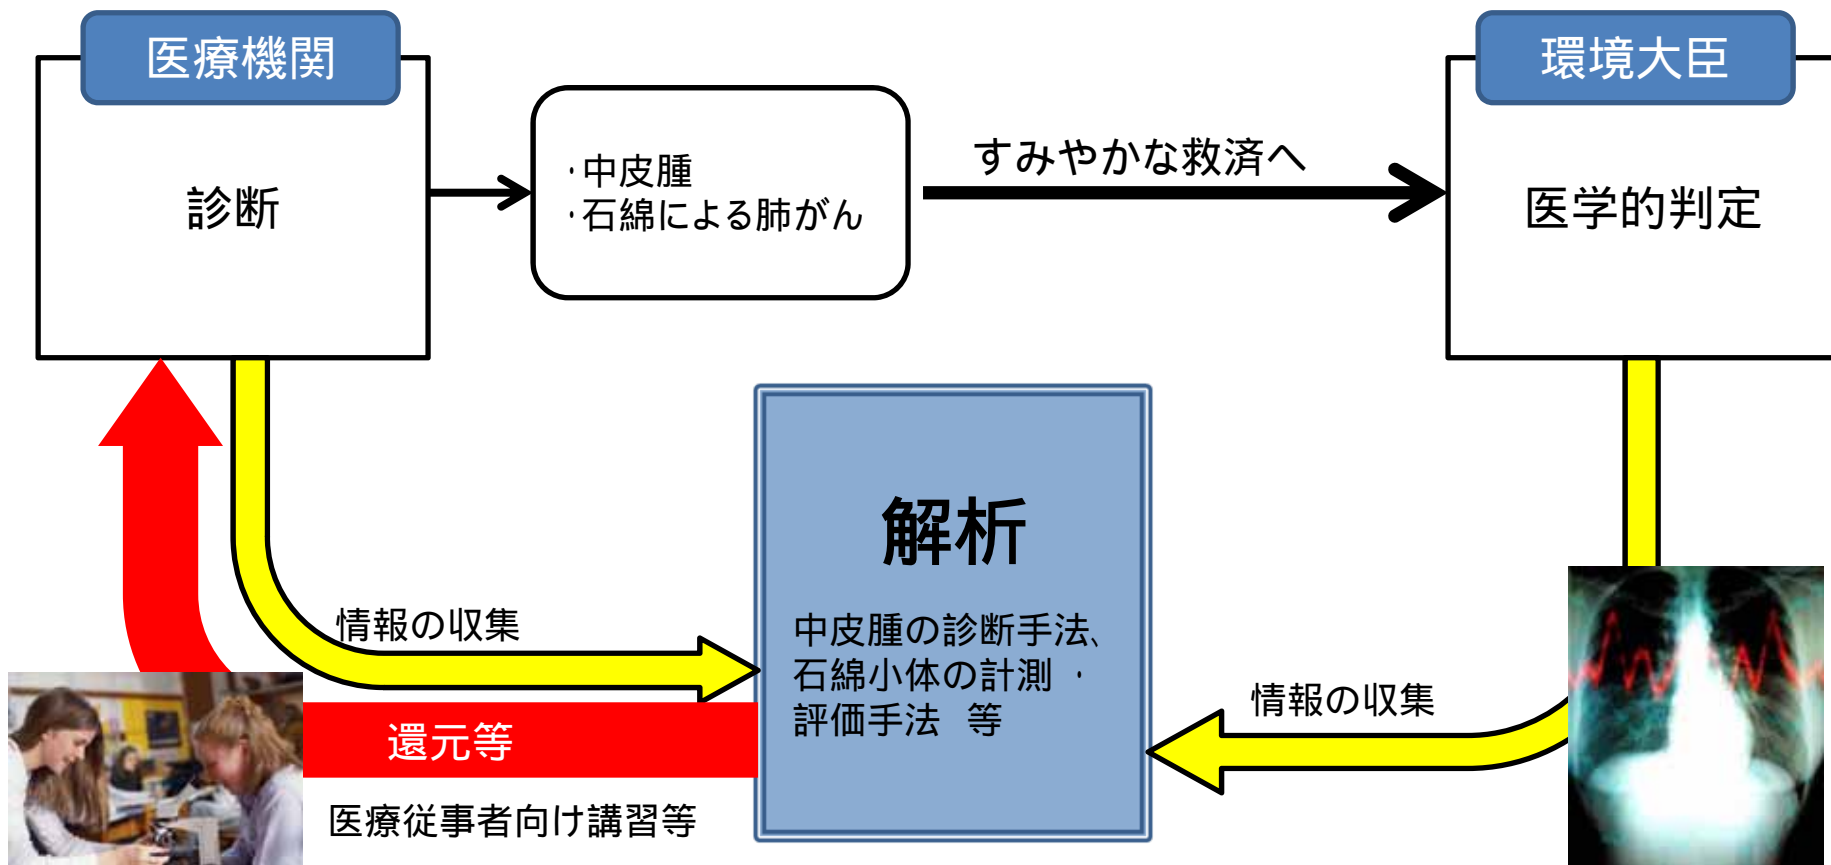 医療機関
診断
・中皮腫
・石綿による肺がん
すみやかな救済へ
環境大臣
医学的判定
解析
中皮腫の診断手法、
石綿小体の計測・
評価手法 等
情報の収集
情報の収集
還元等
医療従事者向け講習等